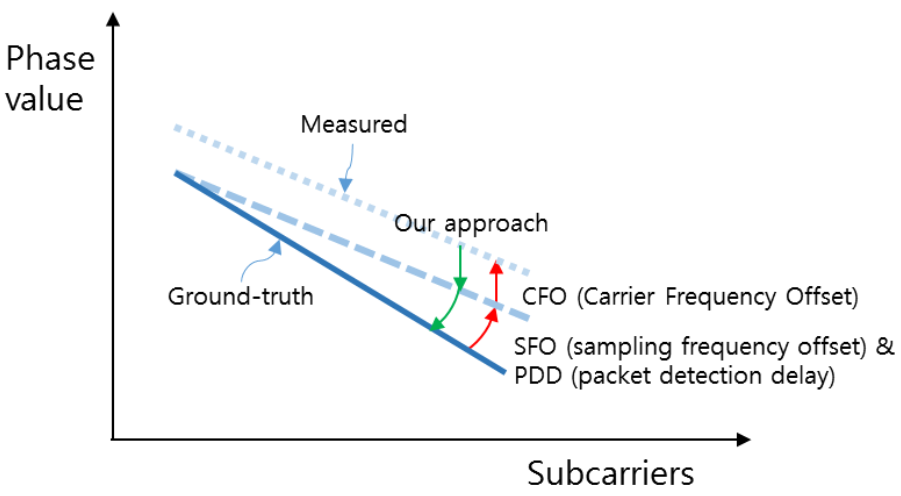 Phase
value
Measured
Our approach
Ground-truth
CFO (Carrier Frequency Offset)
SFO (sampling frequency offset) &
PDD (packet detection delay)
Subcarriers